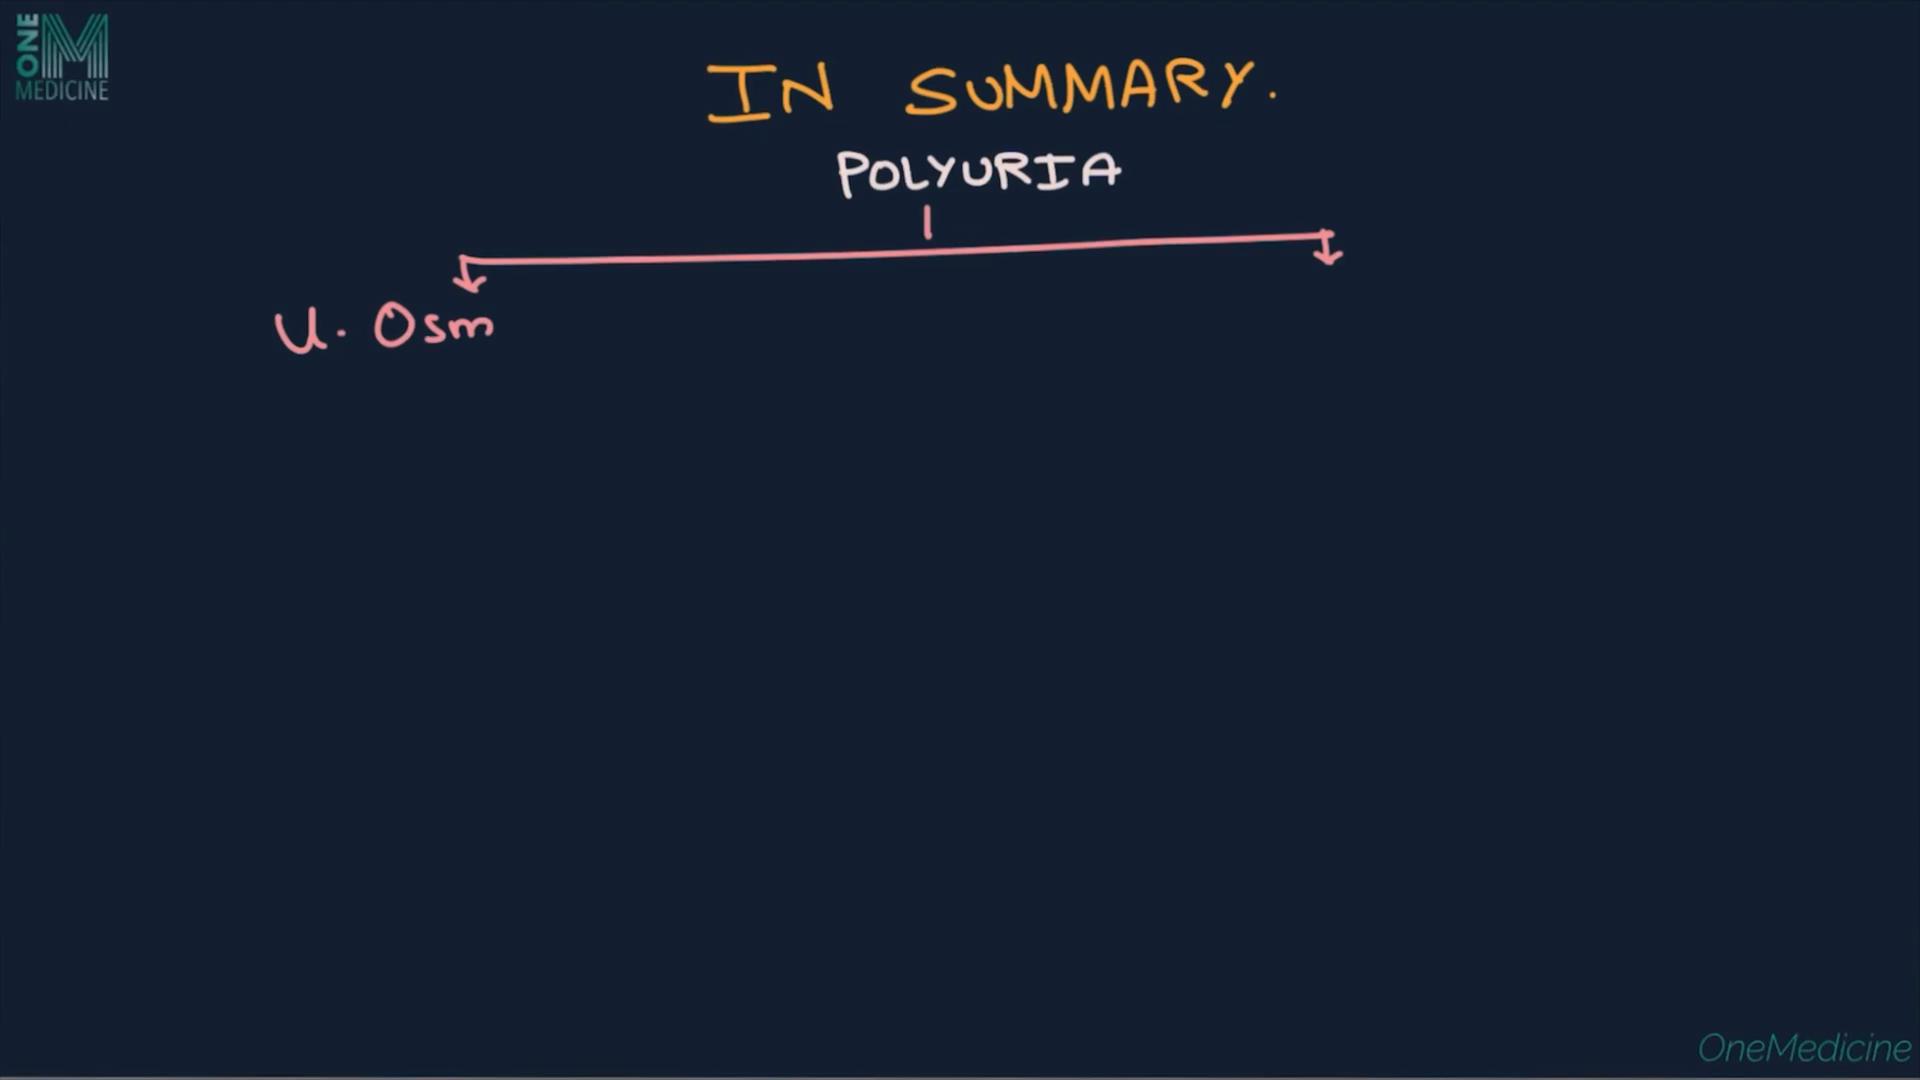 ONE
M
MEDICINE
IN SUMMARY.
POLYURIA
U. Osm
OneMedicine